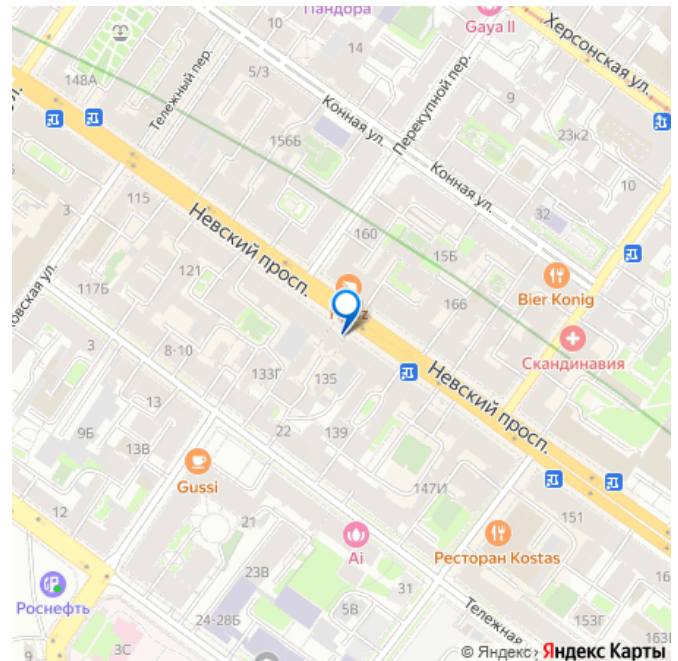 Пандора
10
Gaya II
Херсонская ул.
14
148А
Тележный пер.
5/3
Перекупной пер.
9
Конная ул.
23к2
156Б
Конная ул.
10
3
115
32
Невский просп.
160
15Б
121
Bier Konig
117Б
166
3
8-10
Скандинавия
133Г
135
13
Невский просп.
9Б
22
139
13В
Gussi
147И
12
21
151
Ai
Ресторан Kostas
23В
31
Роснефть
5В
Тележная
24-28Б
153Г
163
3С
9
© Яндекс Яндекс Карты